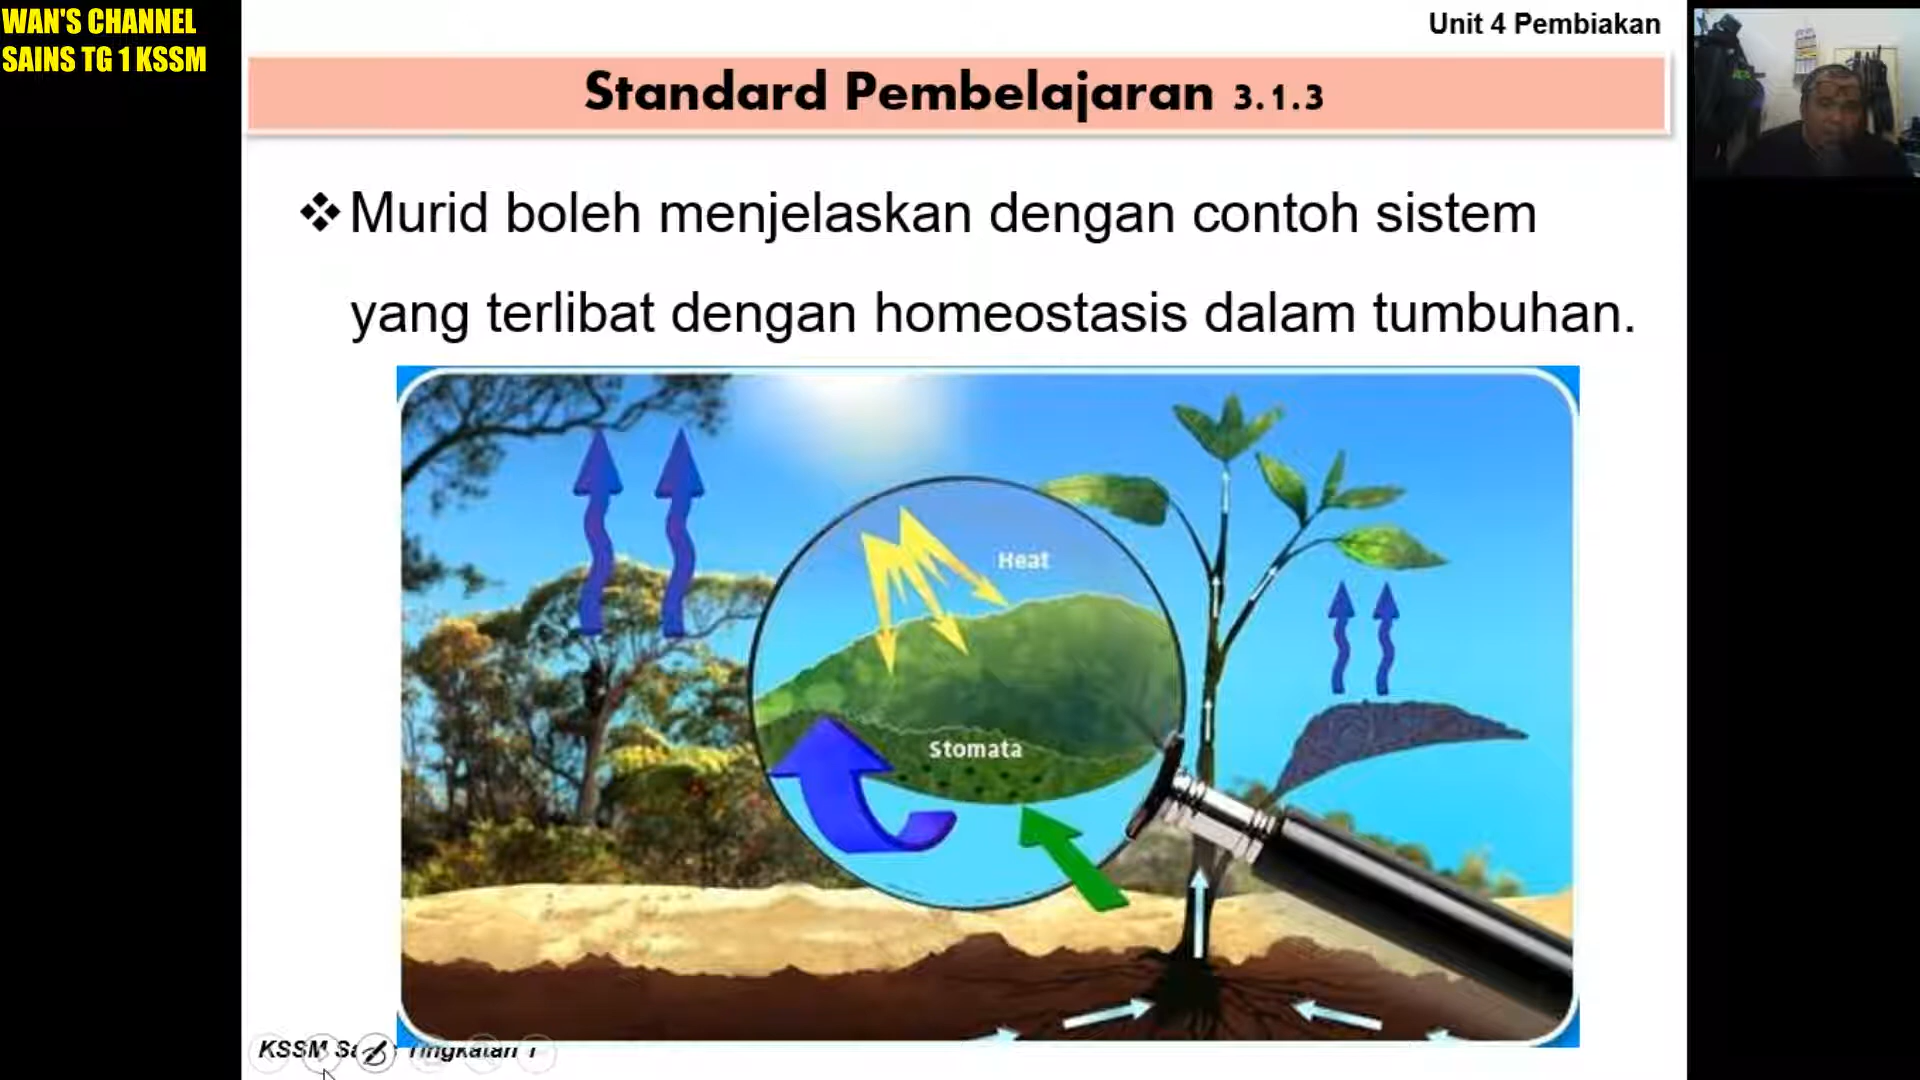 WAN'S CHANNEL
SAINS TG 1 KSSM
Unit 4 Pembiakan
Standard Pembelajaran 3.1.3
❖Murid boleh menjelaskan dengan contoh sistem
yang terlibat dengan homeostasis dalam tumbuhan.
Heat
Stomata
KSSM Tingkatan 1